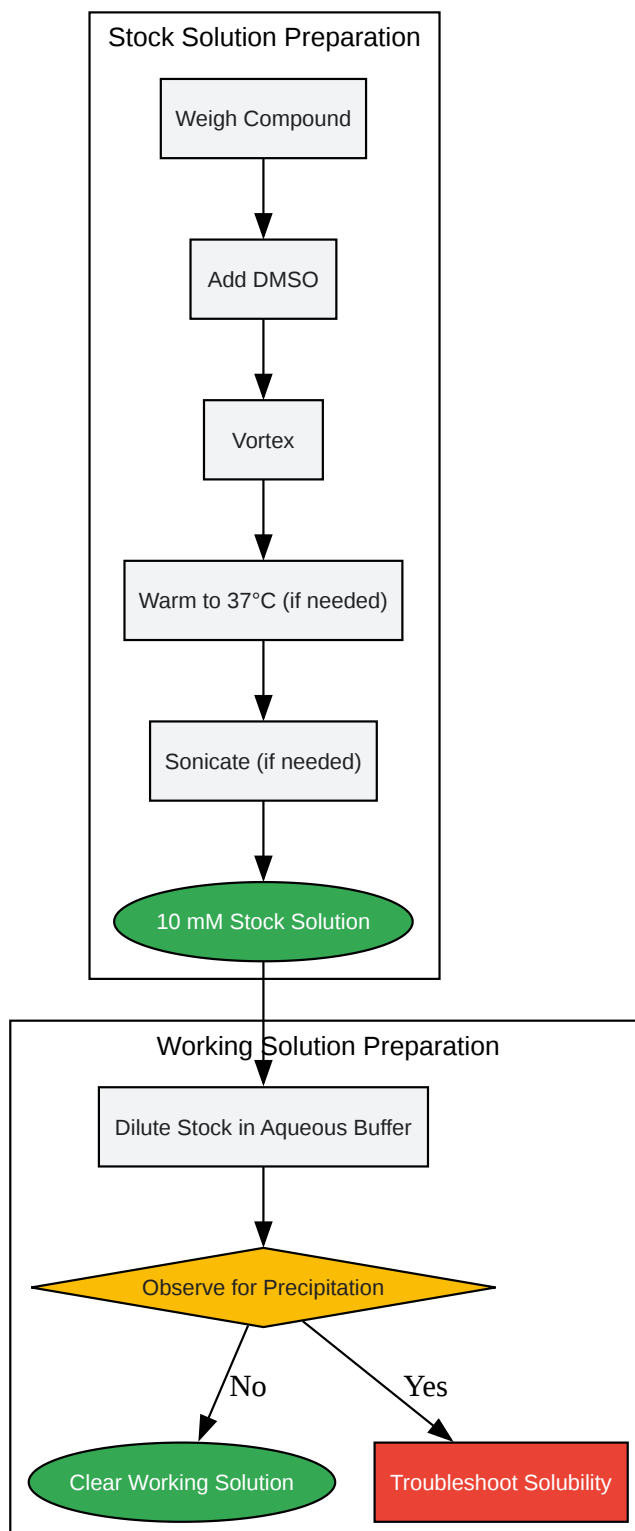 Stock Solution Preparation
Weigh Compound
Add DMSO
Vortex
Warm to 37°C (if needed)
Sonicate (if needed)
10 mM Stock Solution
Working Solution Preparation
Dilute Stock in Aqueous Buffer
Observe for Precipitation
No
Yes
Clear Working Solution
Troubleshoot Solubility